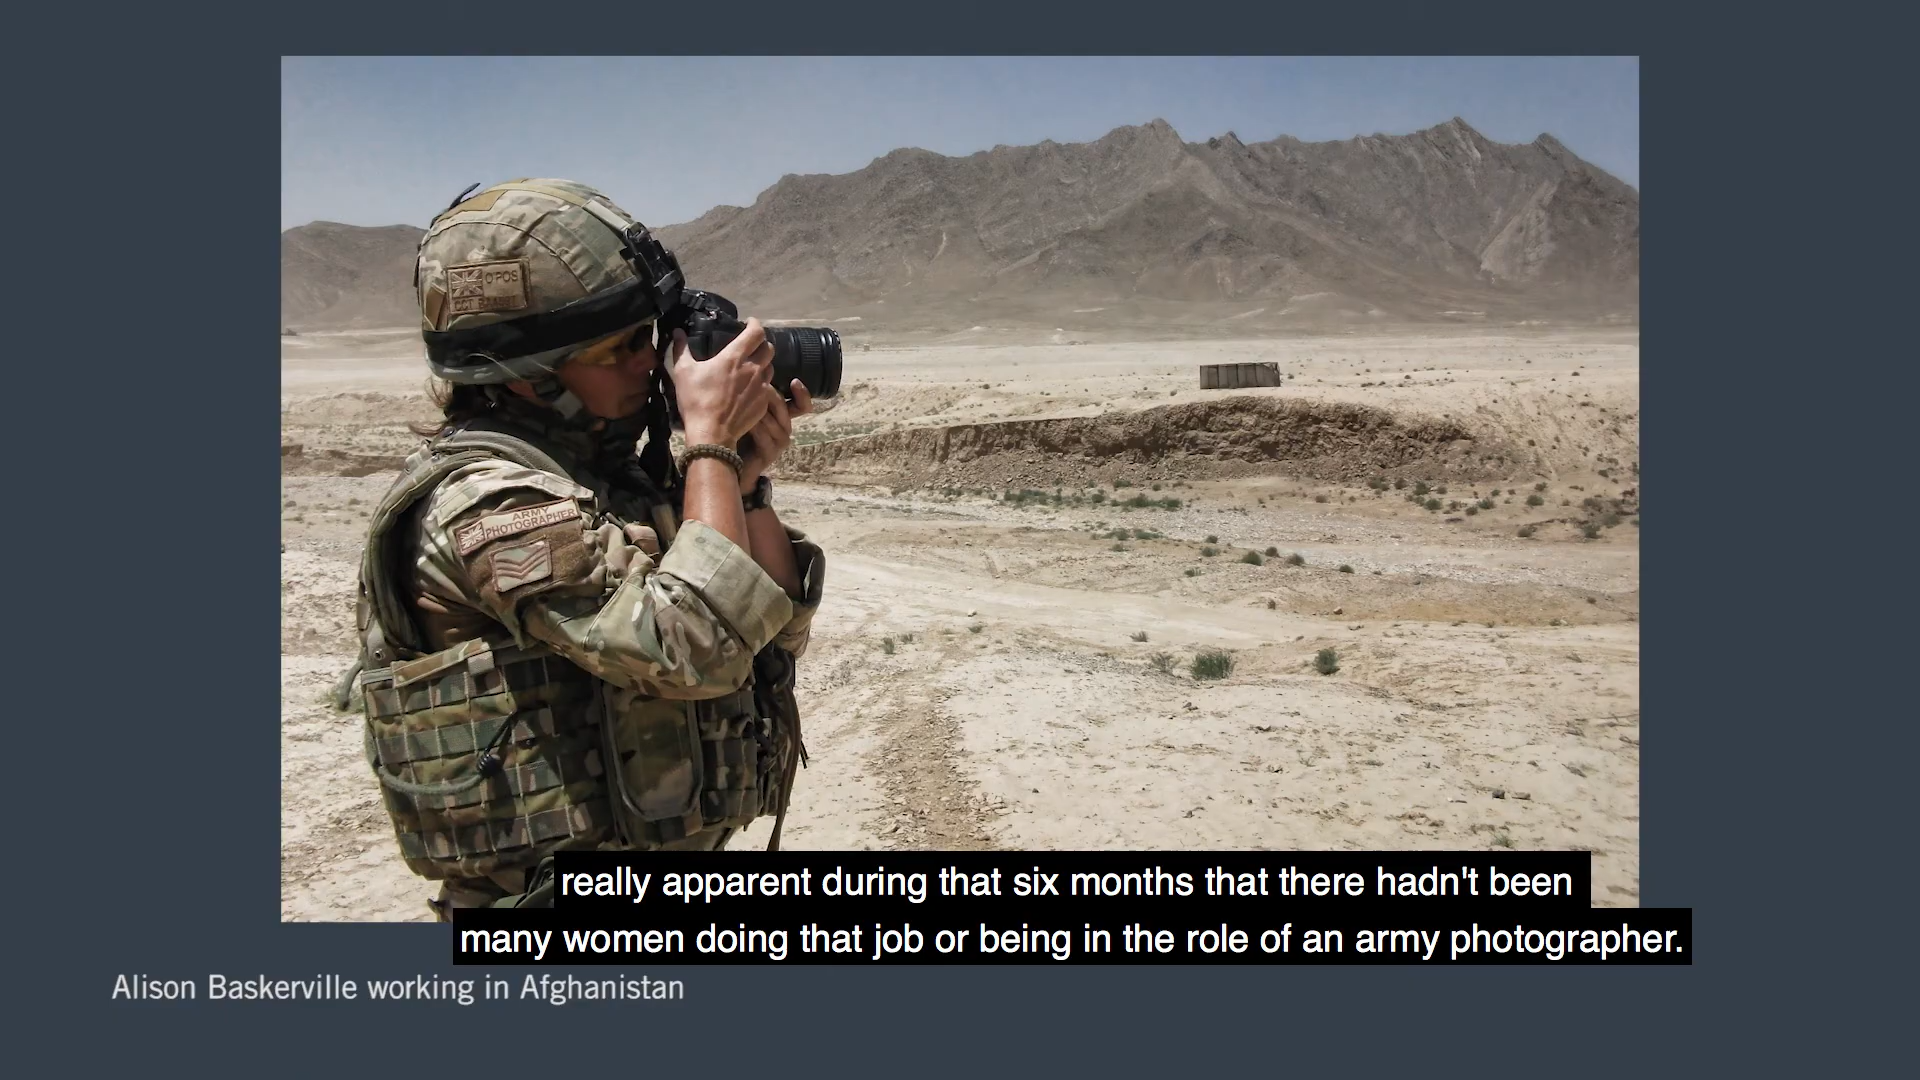 O'POS
ARMY
PHOTOGRAPHER
really apparent during that six months that there hadn't been
many women doing that job or being in the role of an army photographer.
Alison Baskerville working in Afghanistan